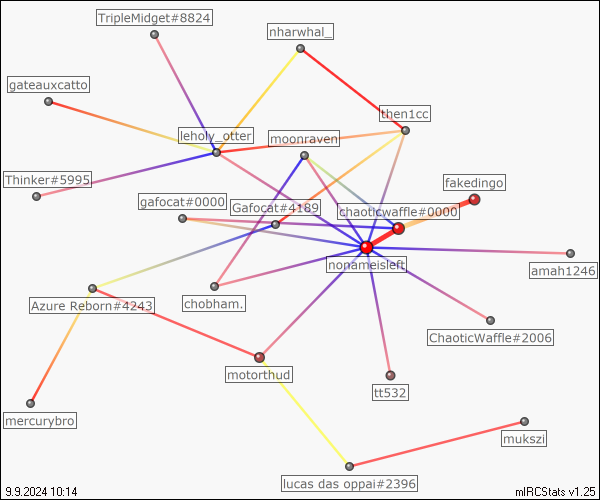 TripleMidget#8824
nharwhal_
gateauxcatto
then1cc
leholy_otter
moonraven
Thinker#5995
fakedingo
gafocat#0000
Gafocat#4189
chaoticwaffle#0000
nonameisleft
amah1246
Azure Reborn#4243
chobham.
ChaoticWaffle#2006
motorthud
tt532
mercurybro
mukszi
lucas das oppai#2396
9.9.2024 10:14
mIRCStats v1.25